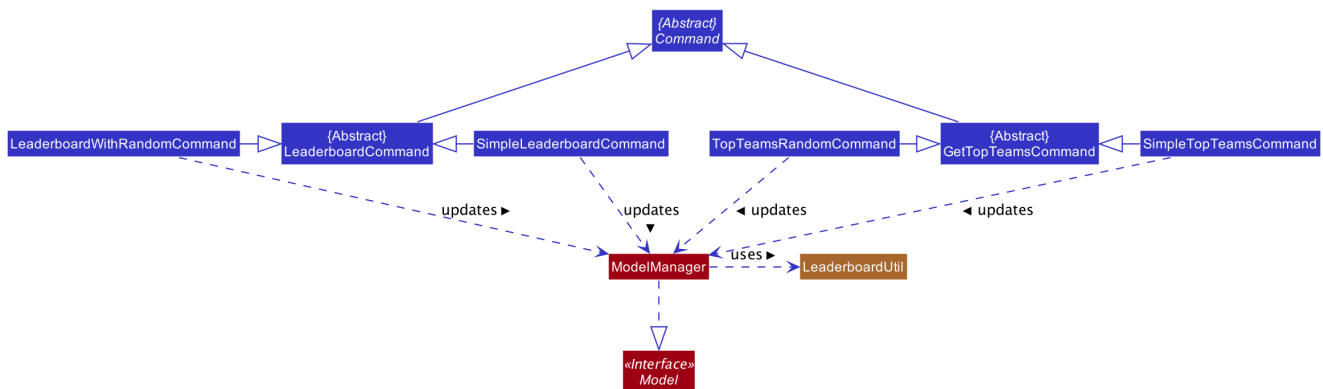 {Abstract}
Command
LeaderboardWithRandomCommand
{Abstract}
LeaderboardCommand
SimpleLeaderboardCommand
TopTeamsRandomCommand
{Abstract}
GetTopTeamsCommand
SimpleTopTeamsCommand
updates ▶
updates
▼
◀ updates
◀ updates
ModelManager
uses ▶
LeaderboardUtil
«Interface»
Model